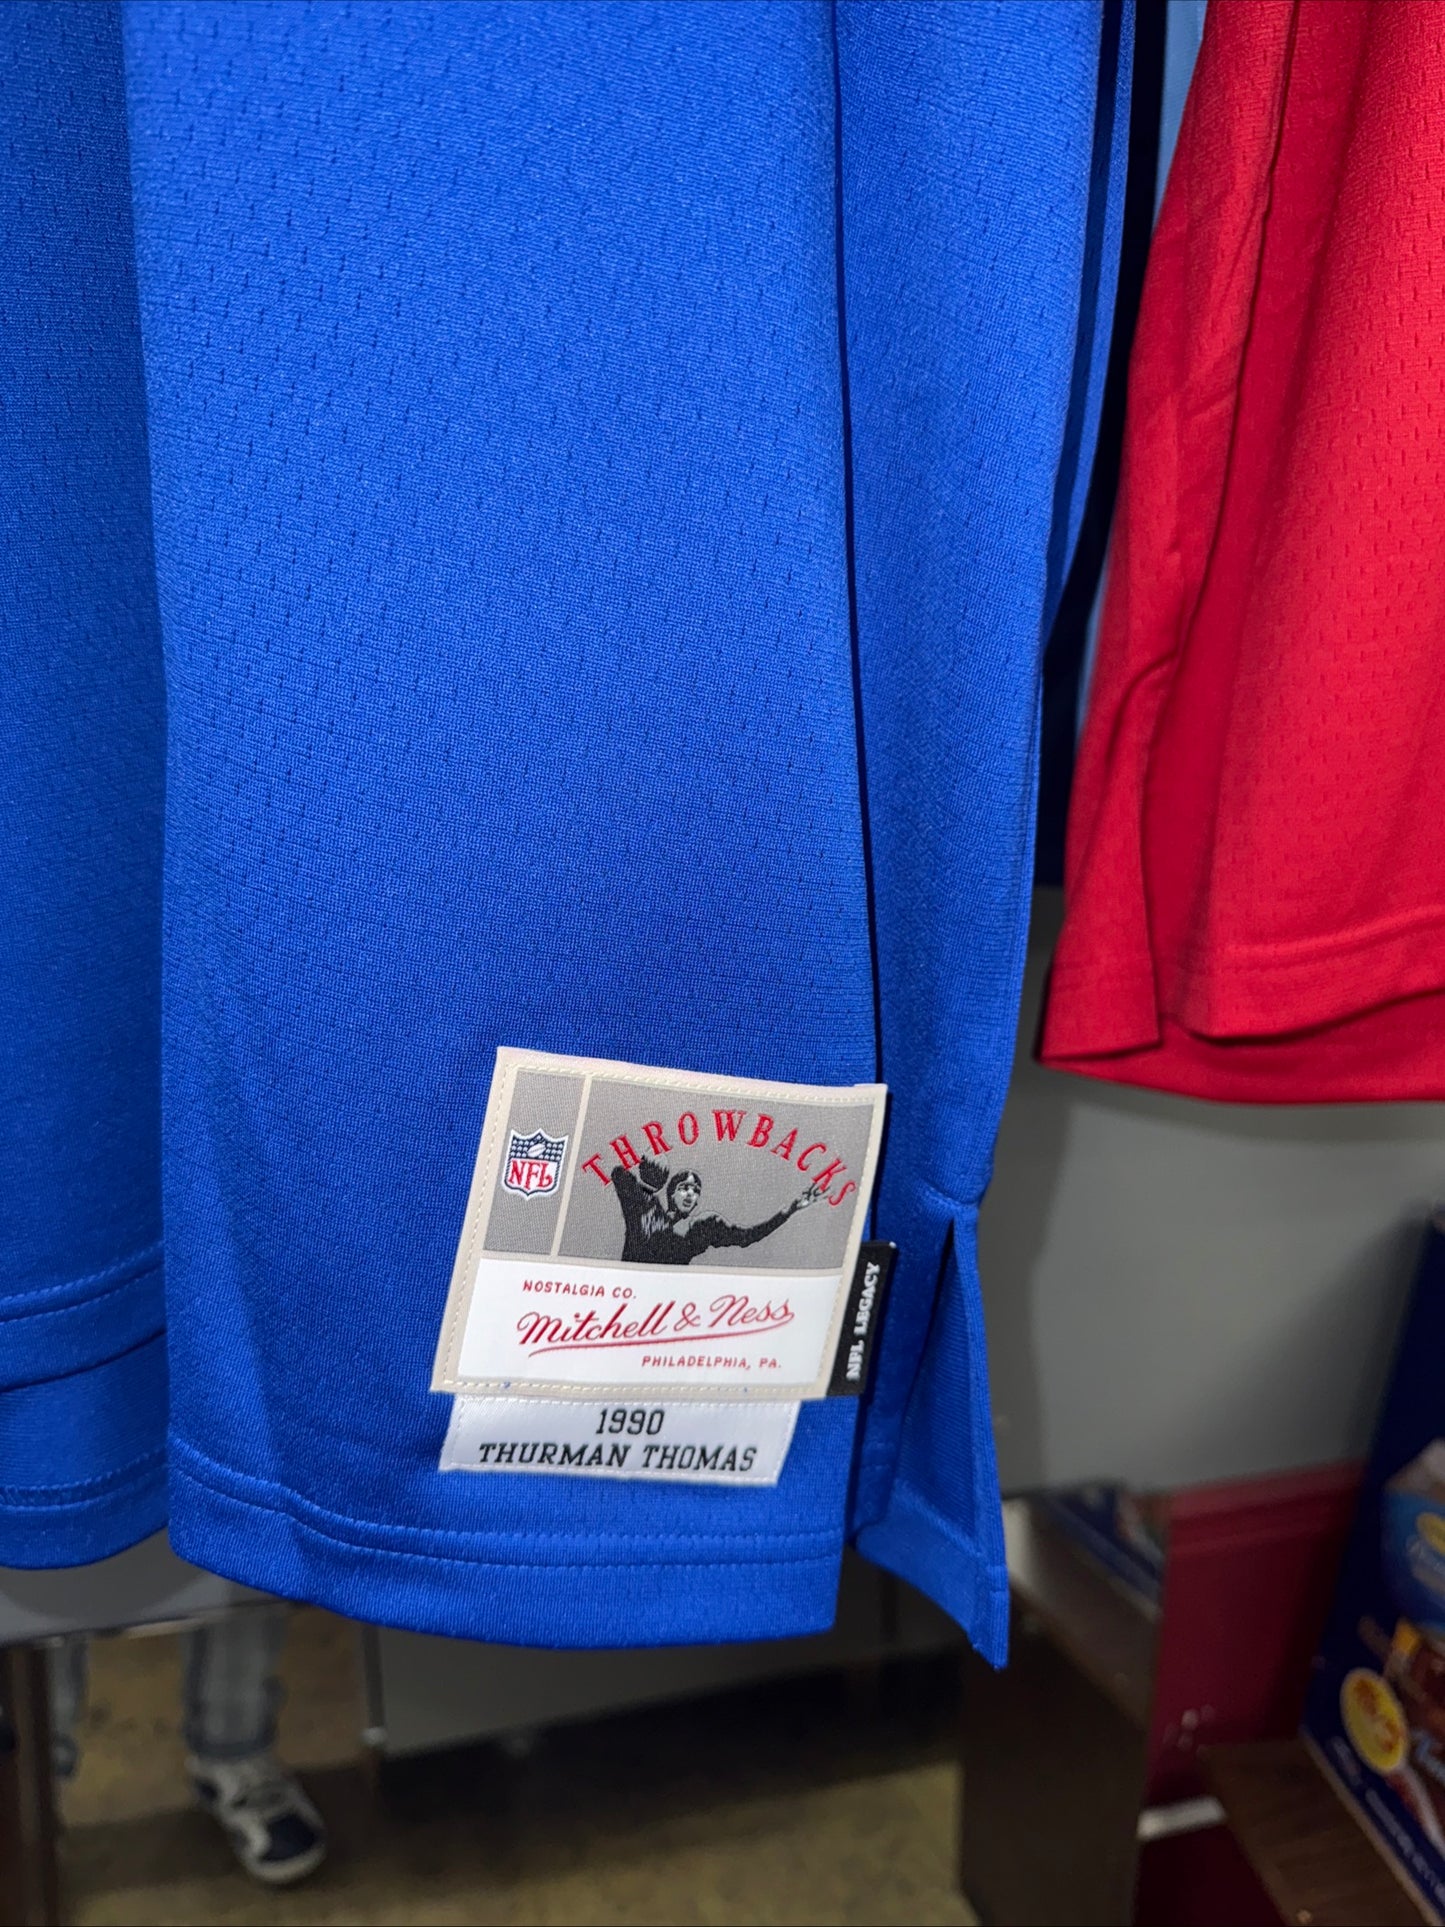 THROWBACKS
NFL
NOSTALGIA CO.
Mitchell & Ness
PHILADELPHIA, PA.
NFL LEGACY
1990
THURMAN THOMAS